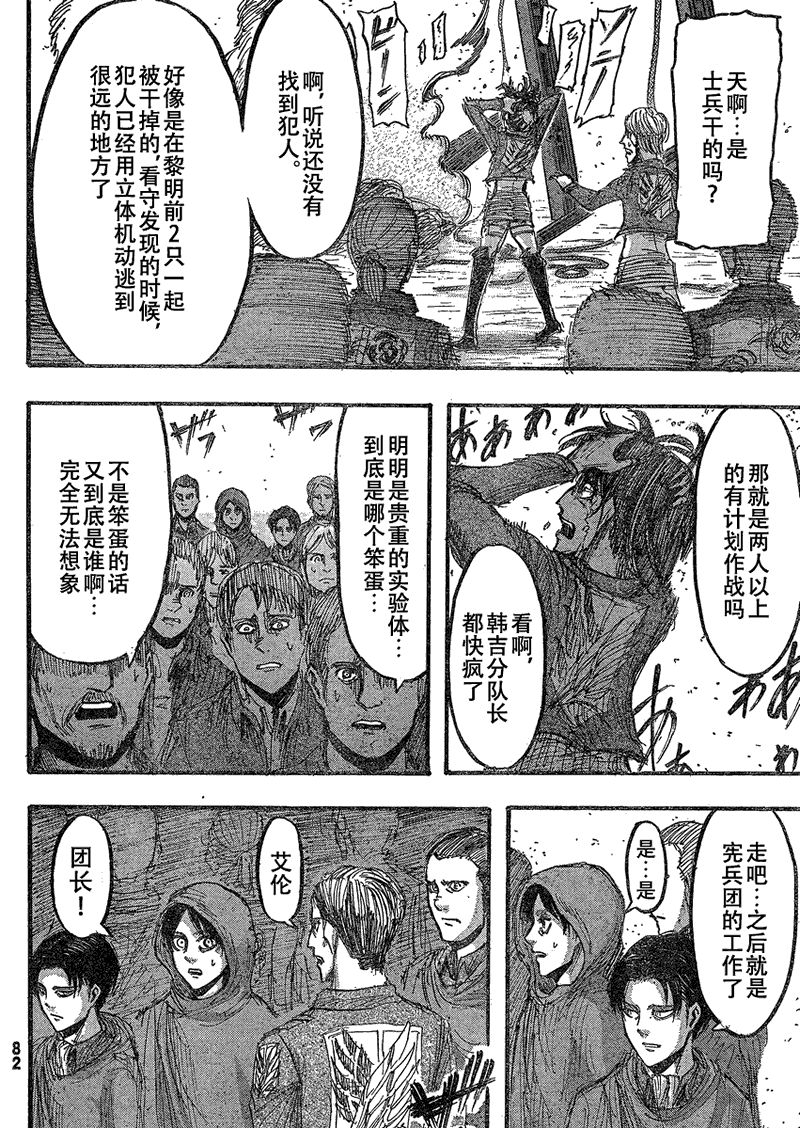 天啊…是
士兵干的吗？
啊，听说还没有
找到犯人。
好像是在黎明前2只一起
被干掉的，看守发现的时候，
犯人已经用立体机动逃到
很远的地方了
那就是两人以上
的有计划作战吗
看啊，
韩吉分队长
都快疯了
明明是贵重的实验体…
到底是哪个笨蛋…
不是笨蛋的话
又到底是谁啊…
完全无法想象
走吧…之后就是
宪兵团的工作了
是…是
艾伦
团长！
82